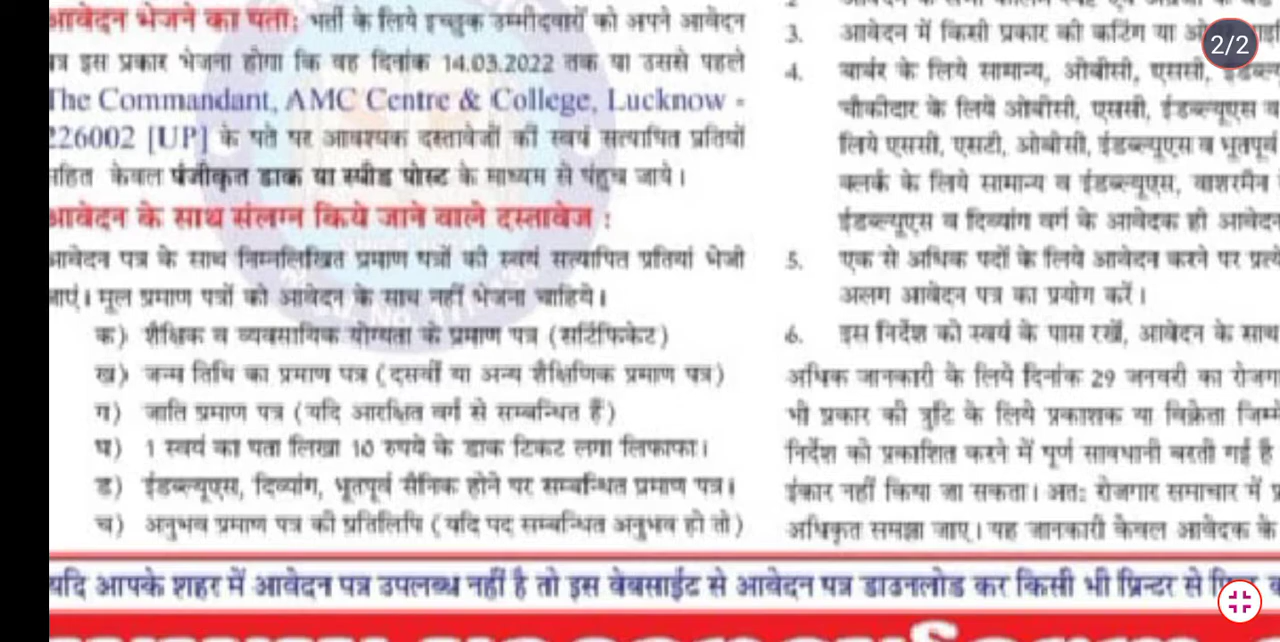 आवेदन भेजने का पता: भर्ती के लिये इच्छुक उम्मीदवारों को अपने आवेदन
इस प्रकार भेजना होगा कि वह दिनांक 14.03.2022 तक या उससे पहले
The Commandant, AMC Centre & College, Lucknow -
226002 [UP] के पते पर आवश्यक दस्तावेजों की स्वयं सत्यापित प्रतियों
सहित केवल पंजीकृत डाक या स्पीड पोस्ट के माध्यम से पंहुच जाये।
आवेदन के साथ संलग्न किये जाने वाले दस्तावेज :
आवेदन पत्र के साथ निम्नलिखित प्रमाण पत्रों की स्वयं सत्यापित प्रतियां भेजी
जाएं। मूल प्रमाण पत्रों को आवेदन के साथ नहीं भेजना चाहिये।
क) शैक्षिक व व्यवसायिक योग्यता के प्रमाण पत्र (सर्टिफिकेट)
ख) जन्म तिथि का प्रमाण पत्र (दसवीं या अन्य शैक्षिणिक प्रमाण पत्र)
ग) जाति प्रमाण पत्र (यदि आरक्षित वर्ग से सम्बन्धित हैं)
घ) 1 स्वयं का पता लिखा 10 रुपये के डाक टिकट लगा लिफाफा।
ड) ईडब्ल्यूएस, दिव्यांग, भूतपूर्व सैनिक होने पर सम्बन्धित प्रमाण पत्र।
च) अनुभव प्रमाण पत्र की प्रतिलिपि (यदि पद सम्बन्धित अनुभव हो तो)
3. आवेदन में किसी प्रकार की कटिंग या
4. बार्बर के लिये सामान्य, ओबीसी, एससी,
चौकीदार के लिये ओबीसी, एससी, ईडब्ल्यूएस व
लिये एससी, एसटी, ओबीसी, ईडब्ल्यूएस व भूतपूर्व
क्लर्क के लिये सामान्य व ईडब्ल्यूएस, वाशरमैन
ईडब्ल्यूएस व दिव्यांग वर्ग के आवेदक ही आवेदन
5. एक से अधिक पदों के लिये आवेदन करने पर
अलग आवेदन पत्र का प्रयोग करें।
6. इस निर्देश को स्वयं के पास रखें, आवेदन के साथ
अधिक जानकारी के लिये दिनांक 29 जनवरी का
भी प्रकार की त्रुटि के लिये प्रकाशक या विक्रेता
निर्देश को प्रकाशित करने में पूर्ण सावधानी बरती गई है
इंकार नहीं किया जा सकता। अतः रोजगार समाचार में
अधिकृत समझा जाए। यह जानकारी केवल आवेदक के
यदि आपके शहर में आवेदन पत्र उपलब्ध नहीं है तो इस वेबसाईट से आवेदन पत्र डाउनलोड कर किसी भी प्रिन्टर से
2/2